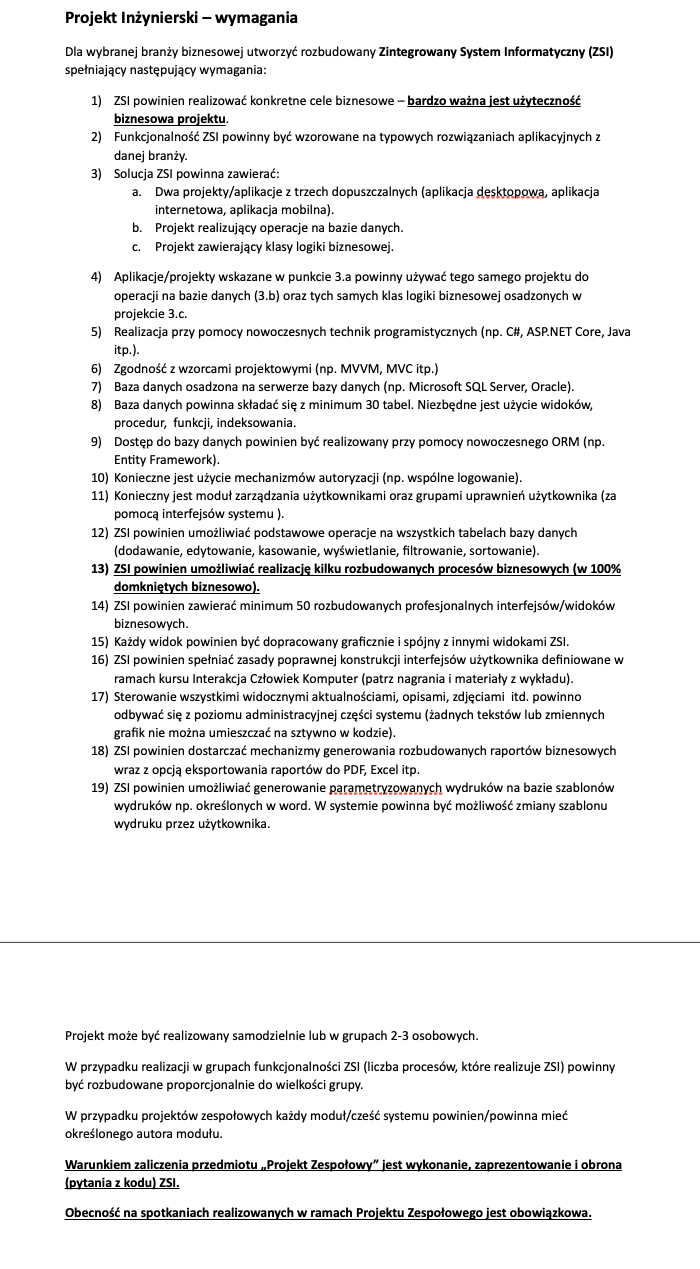 Projekt Inżynierski – wymagania
Dla wybranej branży biznesowej utworzyć rozbudowany Zintegrowany System Informatyczny (ZSI)
spełniający następujący wymagania:
1) ZSI powinien realizować konkretne cele biznesowe – bardzo ważna jest użyteczność
biznesowa projektu.
2) Funkcjonalność ZSI powinny być wzorowane na typowych rozwiązaniach aplikacyjnych z
danej branży.
3) Solucja ZSI powinna zawierać:
a. Dwa projekty/aplikacje z trzech dopuszczalnych (aplikacja desktopowa, aplikacja
internetowa, aplikacja mobilna).
b. Projekt realizujący operacje na bazie danych.
c. Projekt zawierający klasy logiki biznesowej.
4) Aplikacje/projekty wskazane w punkcie 3.a powinny używać tego samego projektu do
operacji na bazie danych (3.b) oraz tych samych klas logiki biznesowej osadzonych w
projekcie 3.c.
5) Realizacja przy pomocy nowoczesnych technik programistycznych (np. C#, ASP.NET Core, Java
itp.).
6) Zgodność z wzorcami projektowymi (np. MVVM, MVC itp.)
7) Baza danych osadzona na serwerze bazy danych (np. Microsoft SQL Server, Oracle).
8) Baza danych powinna składać się z minimum 30 tabel. Niezbędne jest użycie widoków,
procedur, funkcji, indeksowania.
9) Dostęp do bazy danych powinien być realizowany przy pomocy nowoczesnego ORM (np.
Entity Framework).
10) Konieczne jest użycie mechanizmów autoryzacji (np. wspólne logowanie).
11) Konieczny jest moduł zarządzania użytkownikami oraz grupami uprawnień użytkownika (za
pomocą interfejsów systemu ).
12) ZSI powinien umożliwiać podstawowe operacje na wszystkich tabelach bazy danych
(dodawanie, edytowanie, kasowanie, wyświetlanie, filtrowanie, sortowanie).
13) ZSI powinien umożliwiać realizację kilku rozbudowanych procesów biznesowych (w 100%
domkniętych biznesowo).
14) ZSI powinien zawierać minimum 50 rozbudowanych profesjonalnych interfejsów/widoków
biznesowych.
15) Każdy widok powinien być dopracowany graficznie i spójny z innymi widokami ZSI.
16) ZSI powinien spełniać zasady poprawnej konstrukcji interfejsów użytkownika definiowane w
ramach kursu Interakcja Człowiek Komputer (patrz nagrania i materiały z wykładu).
17) Sterowanie wszystkimi widocznymi aktualnościami, opisami, zdjęciami itd. powinno
odbywać się z poziomu administracyjnej części systemu (żadnych tekstów lub zmiennych
grafik nie można umieszczać na sztywno w kodzie).
18) ZSI powinien dostarczać mechanizmy generowania rozbudowanych raportów biznesowych
wraz z opcją eksportowania raportów do PDF, Excel itp.
19) ZSI powinien umożliwiać generowanie parametryzowanych wydruków na bazie szablonów
wydruków np. określonych w word. W systemie powinna być możliwość zmiany szablonu
wydruku przez użytkownika.
Projekt może być realizowany samodzielnie lub w grupach 2-3 osobowych.
W przypadku realizacji w grupach funkcjonalności ZSI (liczba procesów, które realizuje ZSI) powinny
być rozbudowane proporcjonalnie do wielkości grupy.
W przypadku projektów zespołowych każdy moduł/cześć systemu powinien/powinna mieć
określonego autora modułu.
Warunkiem zaliczenia przedmiotu „Projekt Zespołowy” jest wykonanie, zaprezentowanie i obrona
(pytania z kodu) ZSI.
Obecność na spotkaniach realizowanych w ramach Projektu Zespołowego jest obowiązkowa.